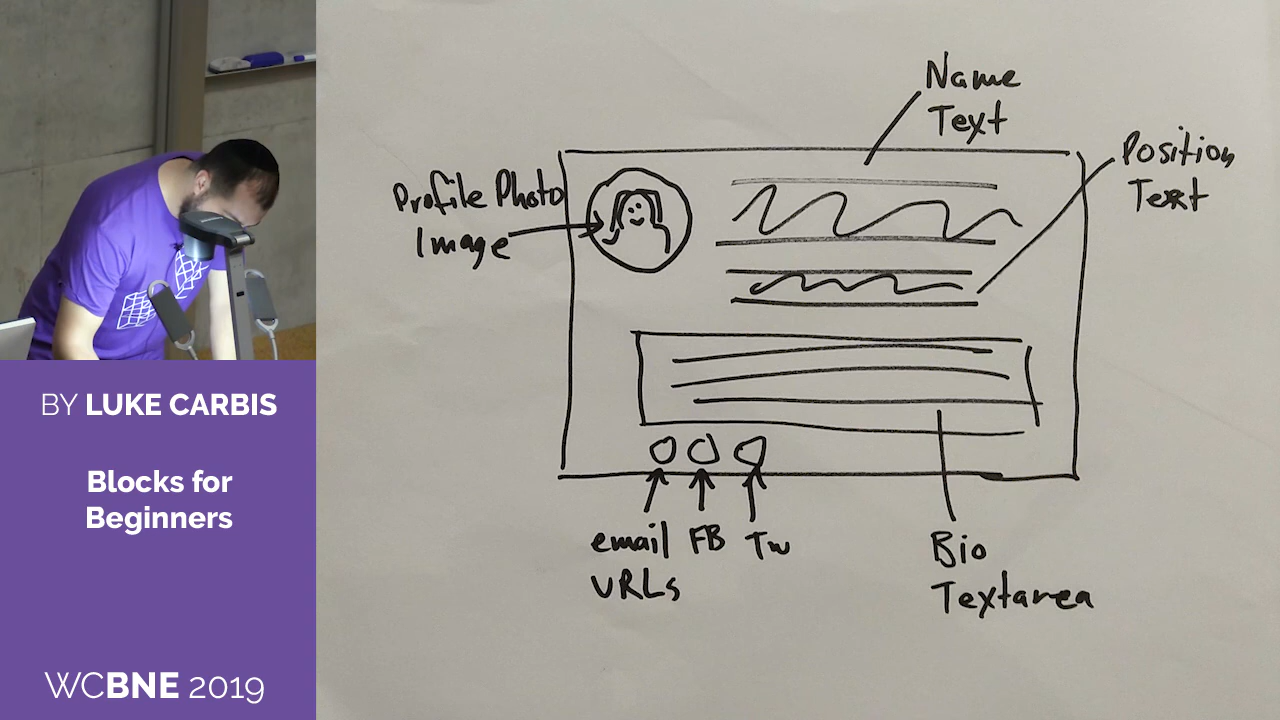 BY LUKE CARBIS
Blocks for
Beginners
WCBNE 2019
Name
Text
Position
Text
Profile Photo
Image
email FB Tw
URLs
Bio
Textarea